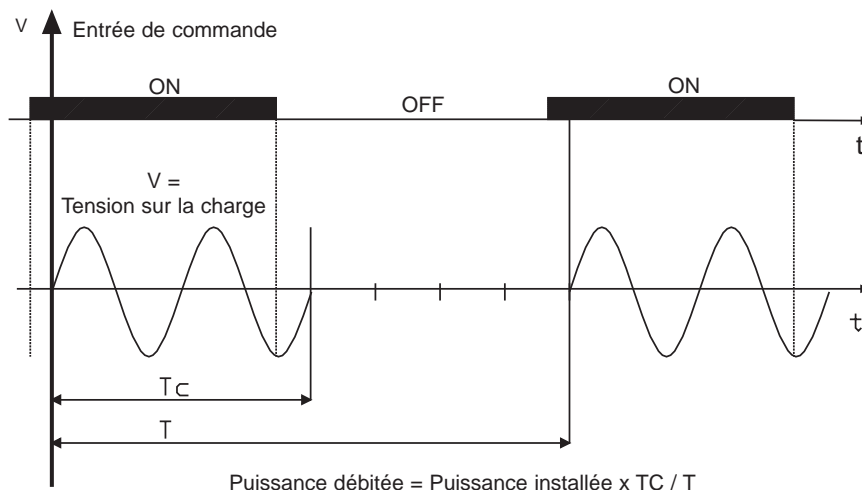 V
Entrée de commande
ON
OFF
ON
t
V =
Tension sur la charge
t
TC
T
Puissance débitée = Puissance installée x TC / T